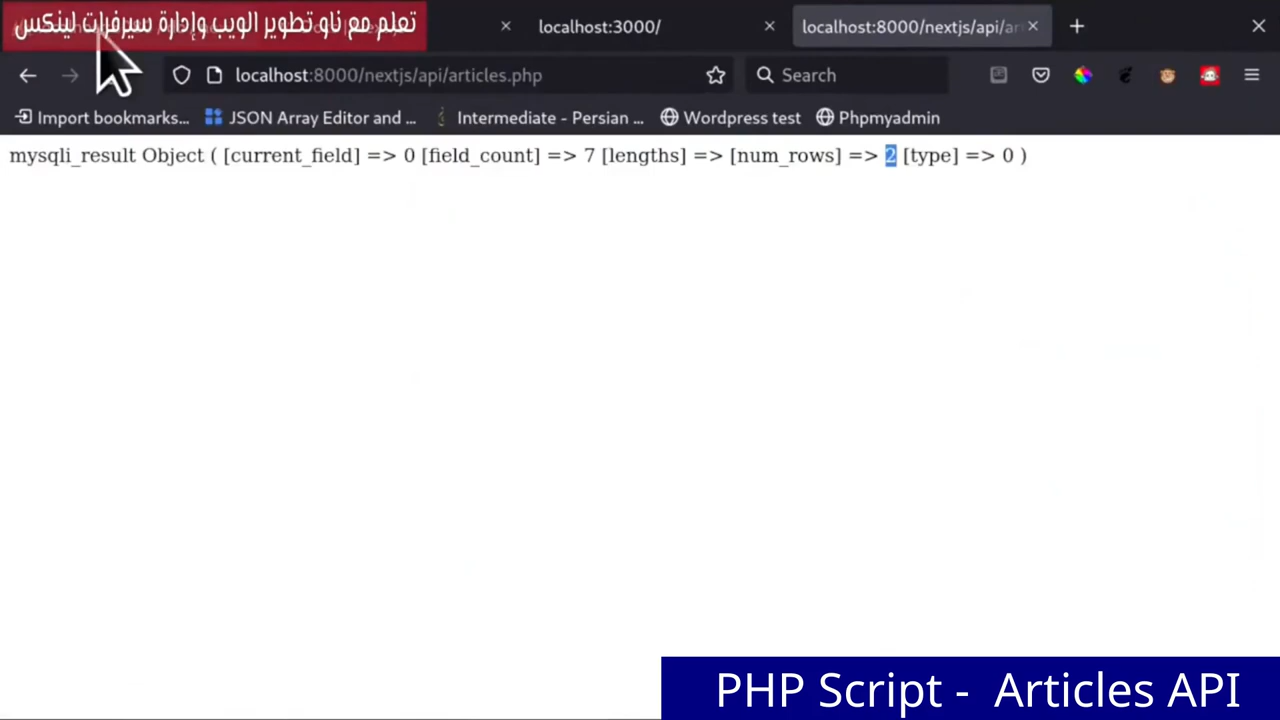 تعلم مع ناو تطوير الويب وإدارة سيرفرات لينكس
localhost:3000/
localhost:8000/nextjs/api/ar
localhost:8000/nextjs/api/articles.php
Search
Import bookmarks...
JSON Array Editor and ...
Intermediate - Persian ...
Wordpress test
Phpmyadmin
mysqli_result Object ( [current_field] => 0 [field_count] => 7 [lengths] => [num_rows] => 2 [type] => 0 )
PHP Script - Articles API